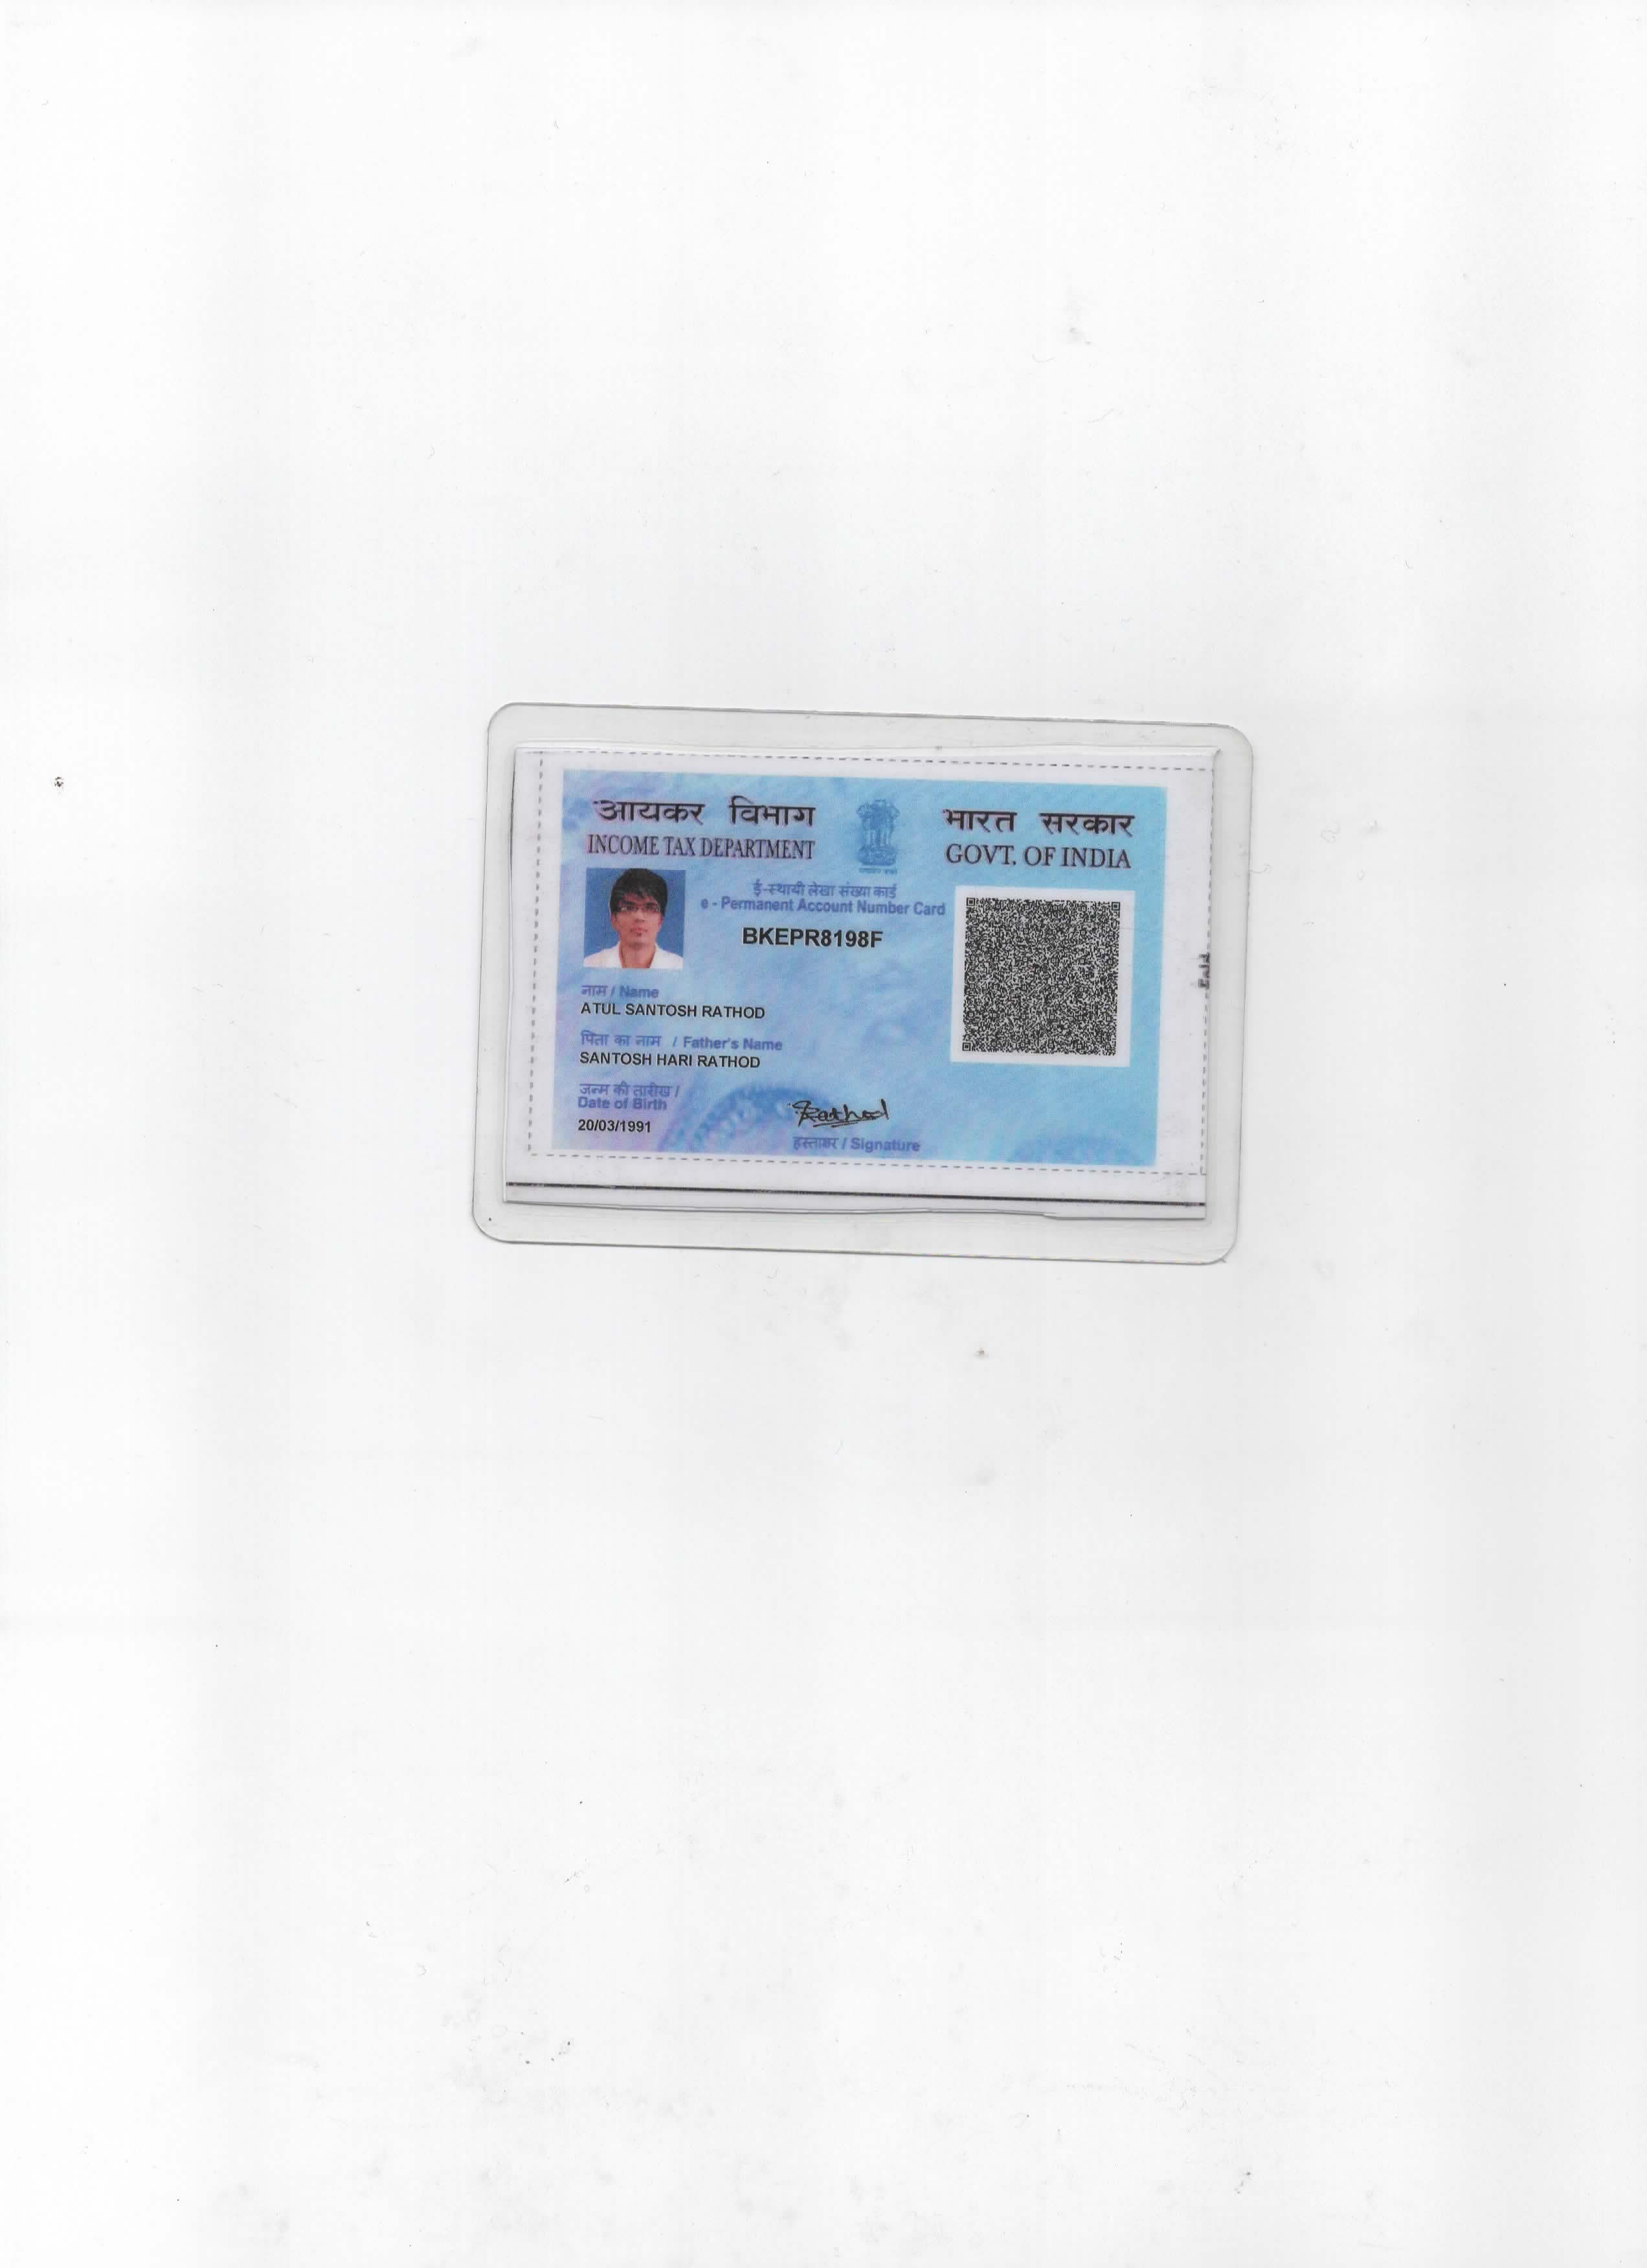 आयकर विभाग
INCOME TAX DEPARTMENT
भारत सरकार
GOVT. OF INDIA
ई-स्थायी लेखा संख्या कार्ड
e - Permanent Account Number Card
BKEPR8198F
नाम / Name
ATUL SANTOSH RATHOD
पिता का नाम / Father's Name
SANTOSH HARI RATHOD
जन्म की तारीख /
Date of Birth
20/03/1991
Rathod
हस्ताक्षर / Signature